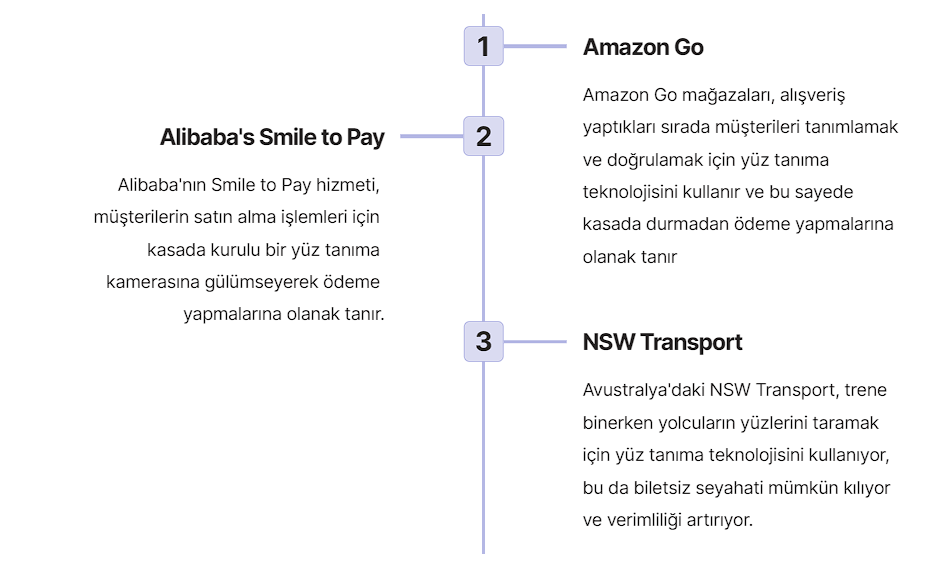 1
Amazon Go
Amazon Go mağazaları, alışveriş
yaptıkları sırada müşterileri tanımlamak
ve doğrulamak için yüz tanıma
teknolojisini kullanır ve bu sayede
kasada durmadan ödeme yapmalarına
olanak tanır
2
Alibaba's Smile to Pay
Alibaba'nın Smile to Pay hizmeti,
müşterilerin satın alma işlemleri için
kasada kurulu bir yüz tanıma
kamerasına gülümseyerek ödeme
yapmalarına olanak tanır.
3
NSW Transport
Avustralya'daki NSW Transport, trene
binerken yolcuların yüzlerini taramak
için yüz tanıma teknolojisini kullanıyor,
bu da biletsiz seyahati mümkün kılıyor
ve verimliliği artırıyor.